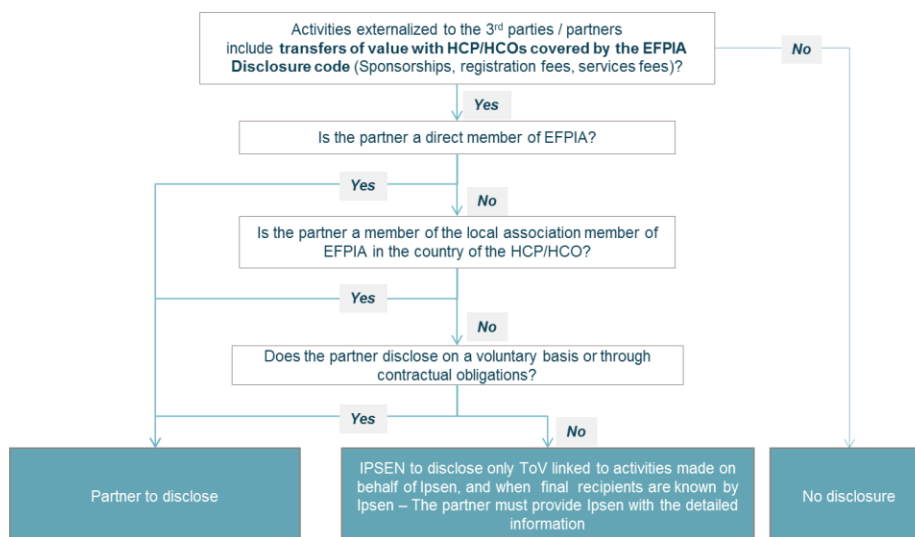 Activities externalized to the 3rd parties / partners
include transfers of value with HCP/HCOs covered by the EFPIA
Disclosure code (Sponsorships, registration fees, services fees)?
No
Yes
Is the partner a direct member of EFPIA?
Yes
No
Is the partner a member of the local association member of
EFPIA in the country of the HCP/HCO?
Yes
No
Does the partner disclose on a voluntary basis or through
contractual obligations?
Yes
No
Partner to disclose
IPSEN to disclose only ToV linked to activities made on
behalf of Ipsen, and when final recipients are known by
Ipsen – The partner must provide Ipsen with the detailed
information
No disclosure